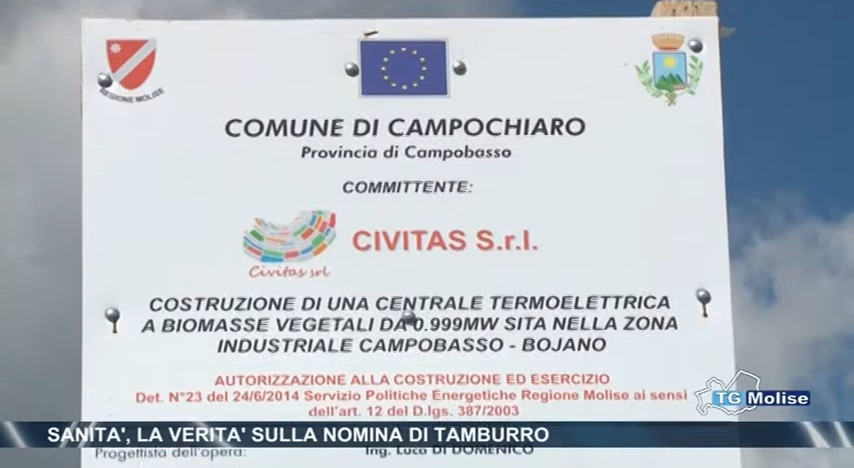 REGIONE MOLISE
COMUNE DI CAMPOCHIARO
Provincia di Campobasso
COMMITTENTE:
Civitas srl
CIVITAS S.r.l.
COSTRUZIONE DI UNA CENTRALE TERMOELETTRICA
A BIOMASSE VEGETALI DA 0.999MW SITA NELLA ZONA
INDUSTRIALE CAMPOBASSO - BOJANO
AUTORIZZAZIONE ALLA COSTRUZIONE ED ESERCIZIO
Det. N°23 del 24/6/2014 Servizio Politiche Energetiche Regione Molise ai sensi
dell'art. 12 del D.lgs. 387/2003
TG Molise
SANITA', LA VERITA' SULLA NOMINA DI TAMBURRO
Progettista dell'opera: Ing. Luca DI DOMENICO